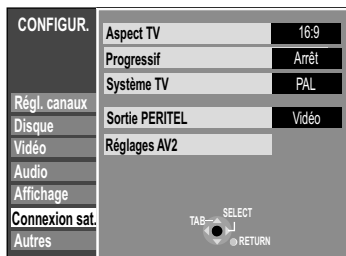 CONFIGUR.
Aspect TV 16:9
Progressif Arrêt
Système TV PAL
Sortie PERITEL Vidéo
Réglages AV2
Régl. canaux
Disque
Vidéo
Audio
Affichage
Connexion sat.
Autres
TAB
SELECT
RETURN